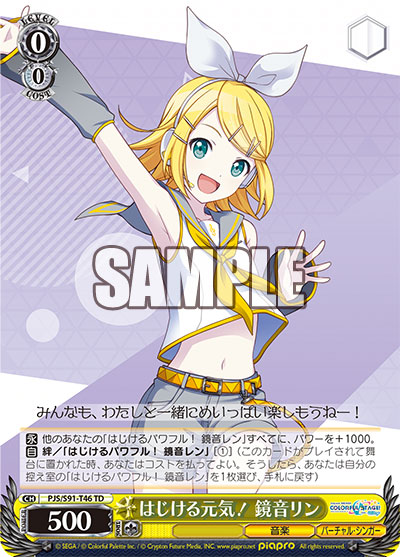 LEVEL
0
0
COST
SAMPLE
みんなも、わたしと一緒にめいっぱい楽しもうねー！
永 他のあなたの「はじけるパワフル！ 鏡音レン」すべてに、パワーを＋1000。
自 絆／「はじけるパワフル！ 鏡音レン」［①］（このカードがプレイされて舞
台に置かれた時、あなたはコストを払ってよい。そうしたら、あなたは自分の
控え室の「はじけるパワフル！ 鏡音レン」を1枚選び、手札に戻す）
CH PJS/S91-T46 TD
POWER 500
はじける元気！ 鏡音リン
音楽 バーチャル・シンガー
COLORFUL STAGE!
© SEGA / © Colorful Palette Inc. / © Crypton Future Media, INC. www.piapro.net piapro All rights reserved.